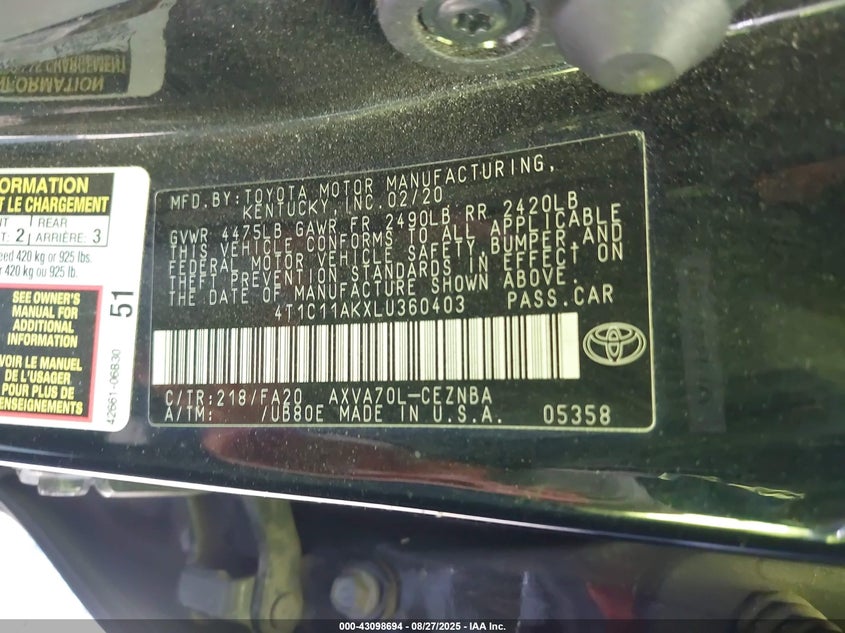 ORMATION
T LE CHARGEMENT
NT REAR
T: 2 ARRIÈRE: 3
eed 420 kg or 925 lbs.
r 420 kg ou 925 lb.
SEE OWNER'S
MANUAL FOR
ADDITIONAL
INFORMATION
VOIR LE MANUEL
POUR PLUS DE
RENSEIGNEMENTS
51
42661-06B30
MFD.BY:TOYOTA MOTOR MANUFACTURING,
KENTUCKY, INC.02/20
GVWR 4475LB GAWR FR 2490LB RR 2420LB
THIS VEHICLE CONFORMS TO ALL APPLICABLE
FEDERAL MOTOR VEHICLE SAFETY,BUMPER,AND
THEFT PREVENTION STANDARDS IN EFFECT ON
THE DATE OF MANUFACTURE SHOWN ABOVE.
4T1C11AKXLU360403 PASS.CAR
C/TR:218/FA20 AXVA70L-CEZNBA
A/TM: /UB80E MADE IN U.S.A. 05358
000-43098694 - 08/27/2025 - IAA Inc.